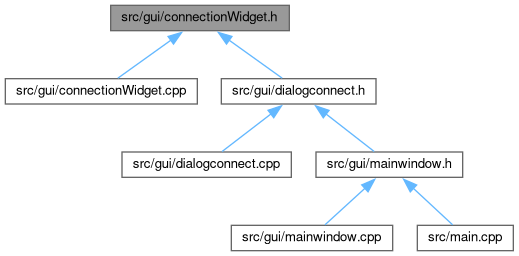 src/gui/connectionWidget.h
src/gui/connectionWidget.cpp
src/gui/dialogconnect.h
src/gui/dialogconnect.cpp
src/gui/mainwindow.h
src/gui/mainwindow.cpp
src/main.cpp